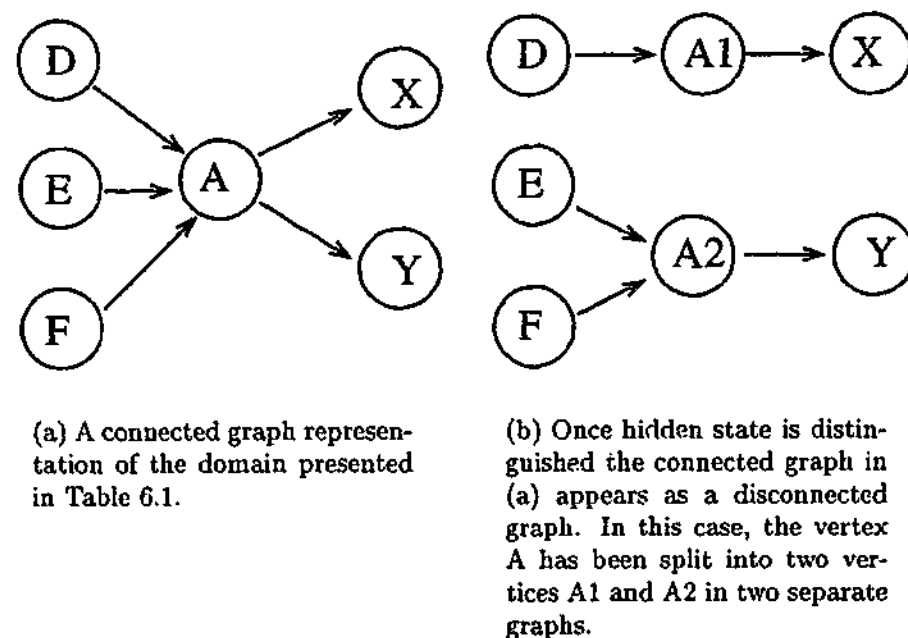 D
E
F
A
X
Y
(a) A connected graph represen-
tation of the domain presented
in Table 6.1.
D
A1
X
E
F
A2
Y
(b) Once hidden state is distin-
guished the connected graph in
(a) appears as a disconnected
graph. In this case, the vertex
A has been split into two ver-
tices A1 and A2 in two separate
graphs.